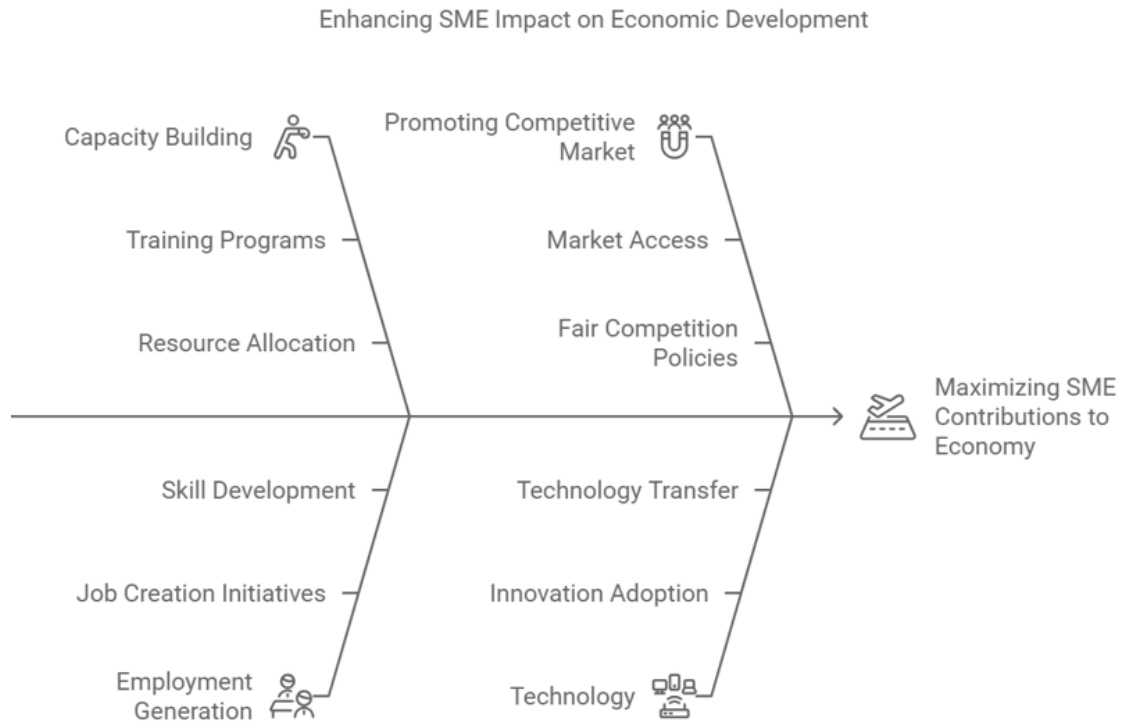 Enhancing SME Impact on Economic Development
Capacity Building
Promoting Competitive
Market
Training Programs
Market Access
Resource Allocation
Fair Competition
Policies
Maximizing SME
Contributions to
Economy
Skill Development
Technology Transfer
Job Creation Initiatives
Innovation Adoption
Employment
Generation
Technology